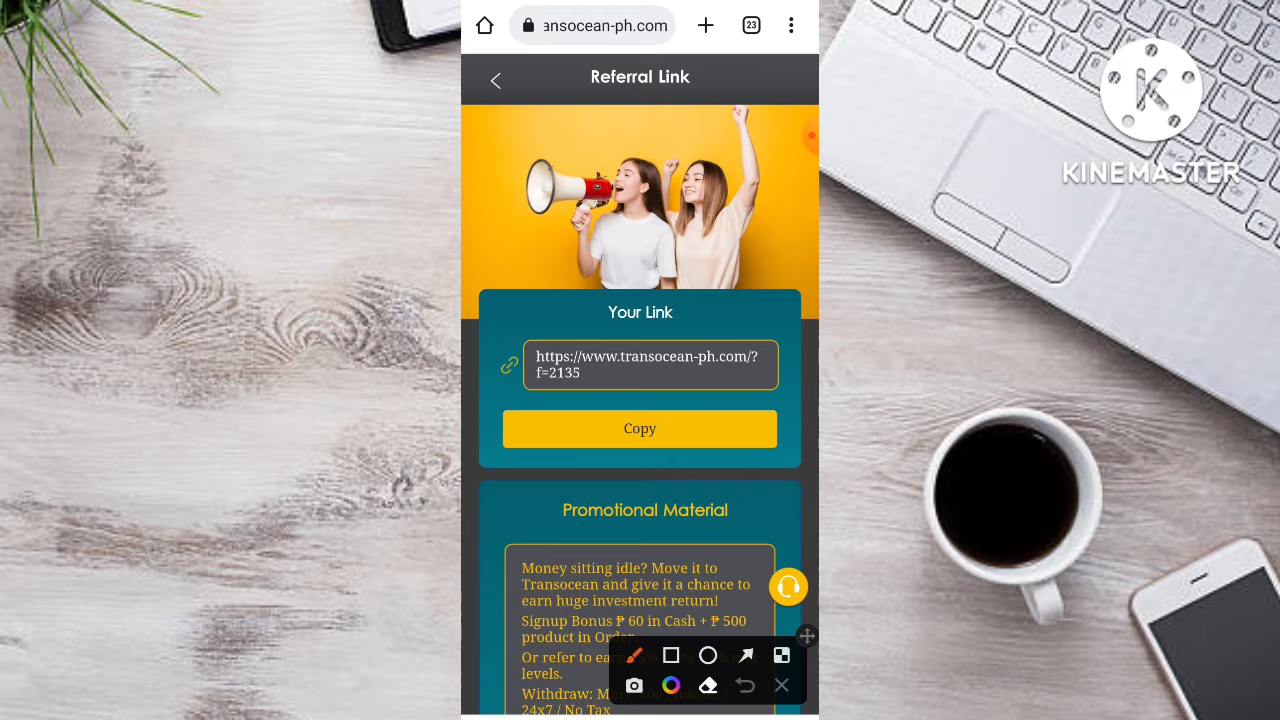 ansocean-ph.com
23
Referral Link
Your Link
https://www.transocean-ph.com/?
f=2135
Copy
Promotional Material
Money sitting idle? Move it to
Transocean and give it a chance to
earn huge investment return!
Signup Bonus ₱ 60 in Cash + ₱ 500
product in Order
Or refer to ear
levels.
Withdraw:
24x7 / No Tax
K
KINEMASTER